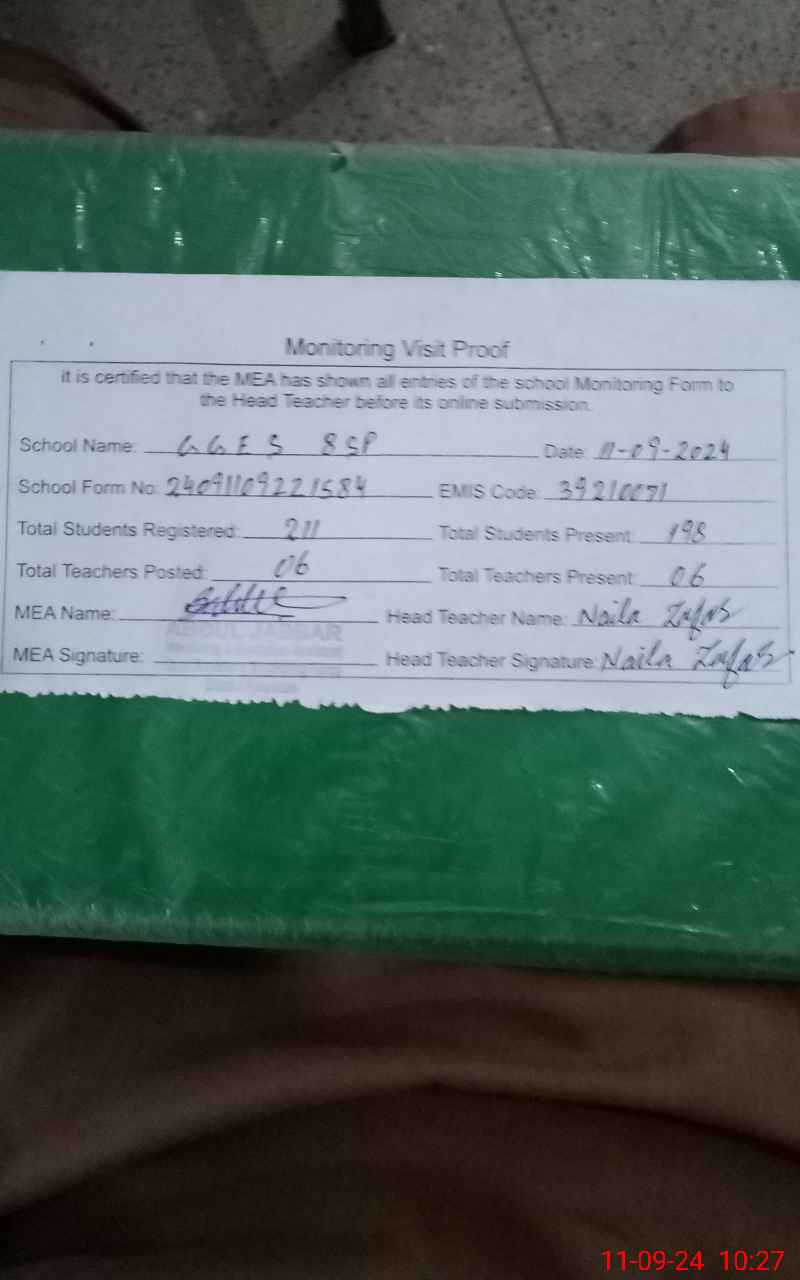 Monitoring Visit Proof
it is certified that the MEA has shown all entries of the school Monitoring Form to
the Head Teacher before its online submission.
School Name: GGES 8SP Date: 11-09-2024
School Form No: 24091109221584 EMIS Code: 39210071
Total Students Registered: 211 Total Students Present: 198
Total Teachers Posted: 06 Total Teachers Present: 06
MEA Name: Head Teacher Name: Naila Zafar
ABDUL JABBAR
MEA Signature: Head Teacher Signature: Naila Zafar
11-09-24 10:27